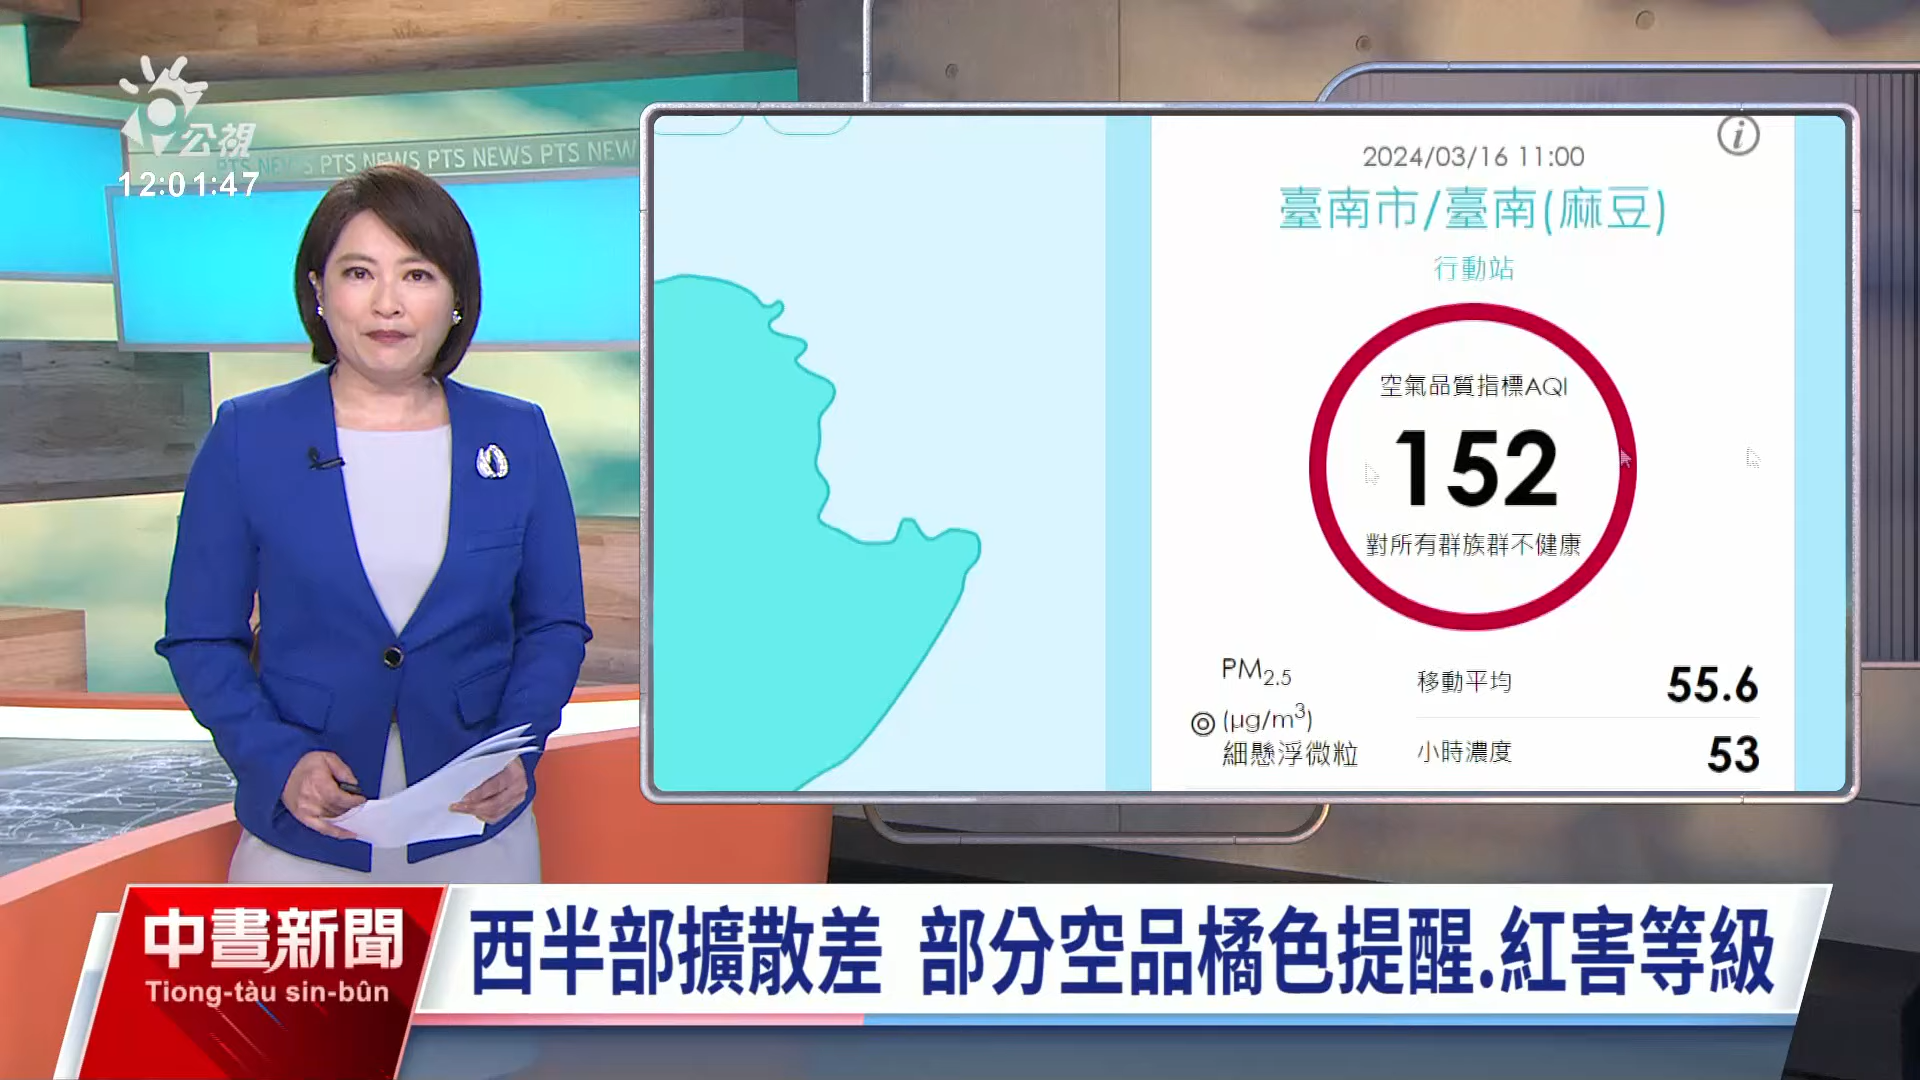 公視
12:01:47
PTS NEWS PTS NEWS PTS NEWS PTS NEW
2024/03/16 11:00
i
臺南市/臺南(麻豆)
行動站
空氣品質指標AQI
152
對所有群族群不健康
PM2.5
(μg/m3)
細懸浮微粒
移動平均 55.6
小時濃度 53
中晝新聞
Tiong-tàu sin-bûn
西半部擴散差 部分空品橘色提醒.紅害等級